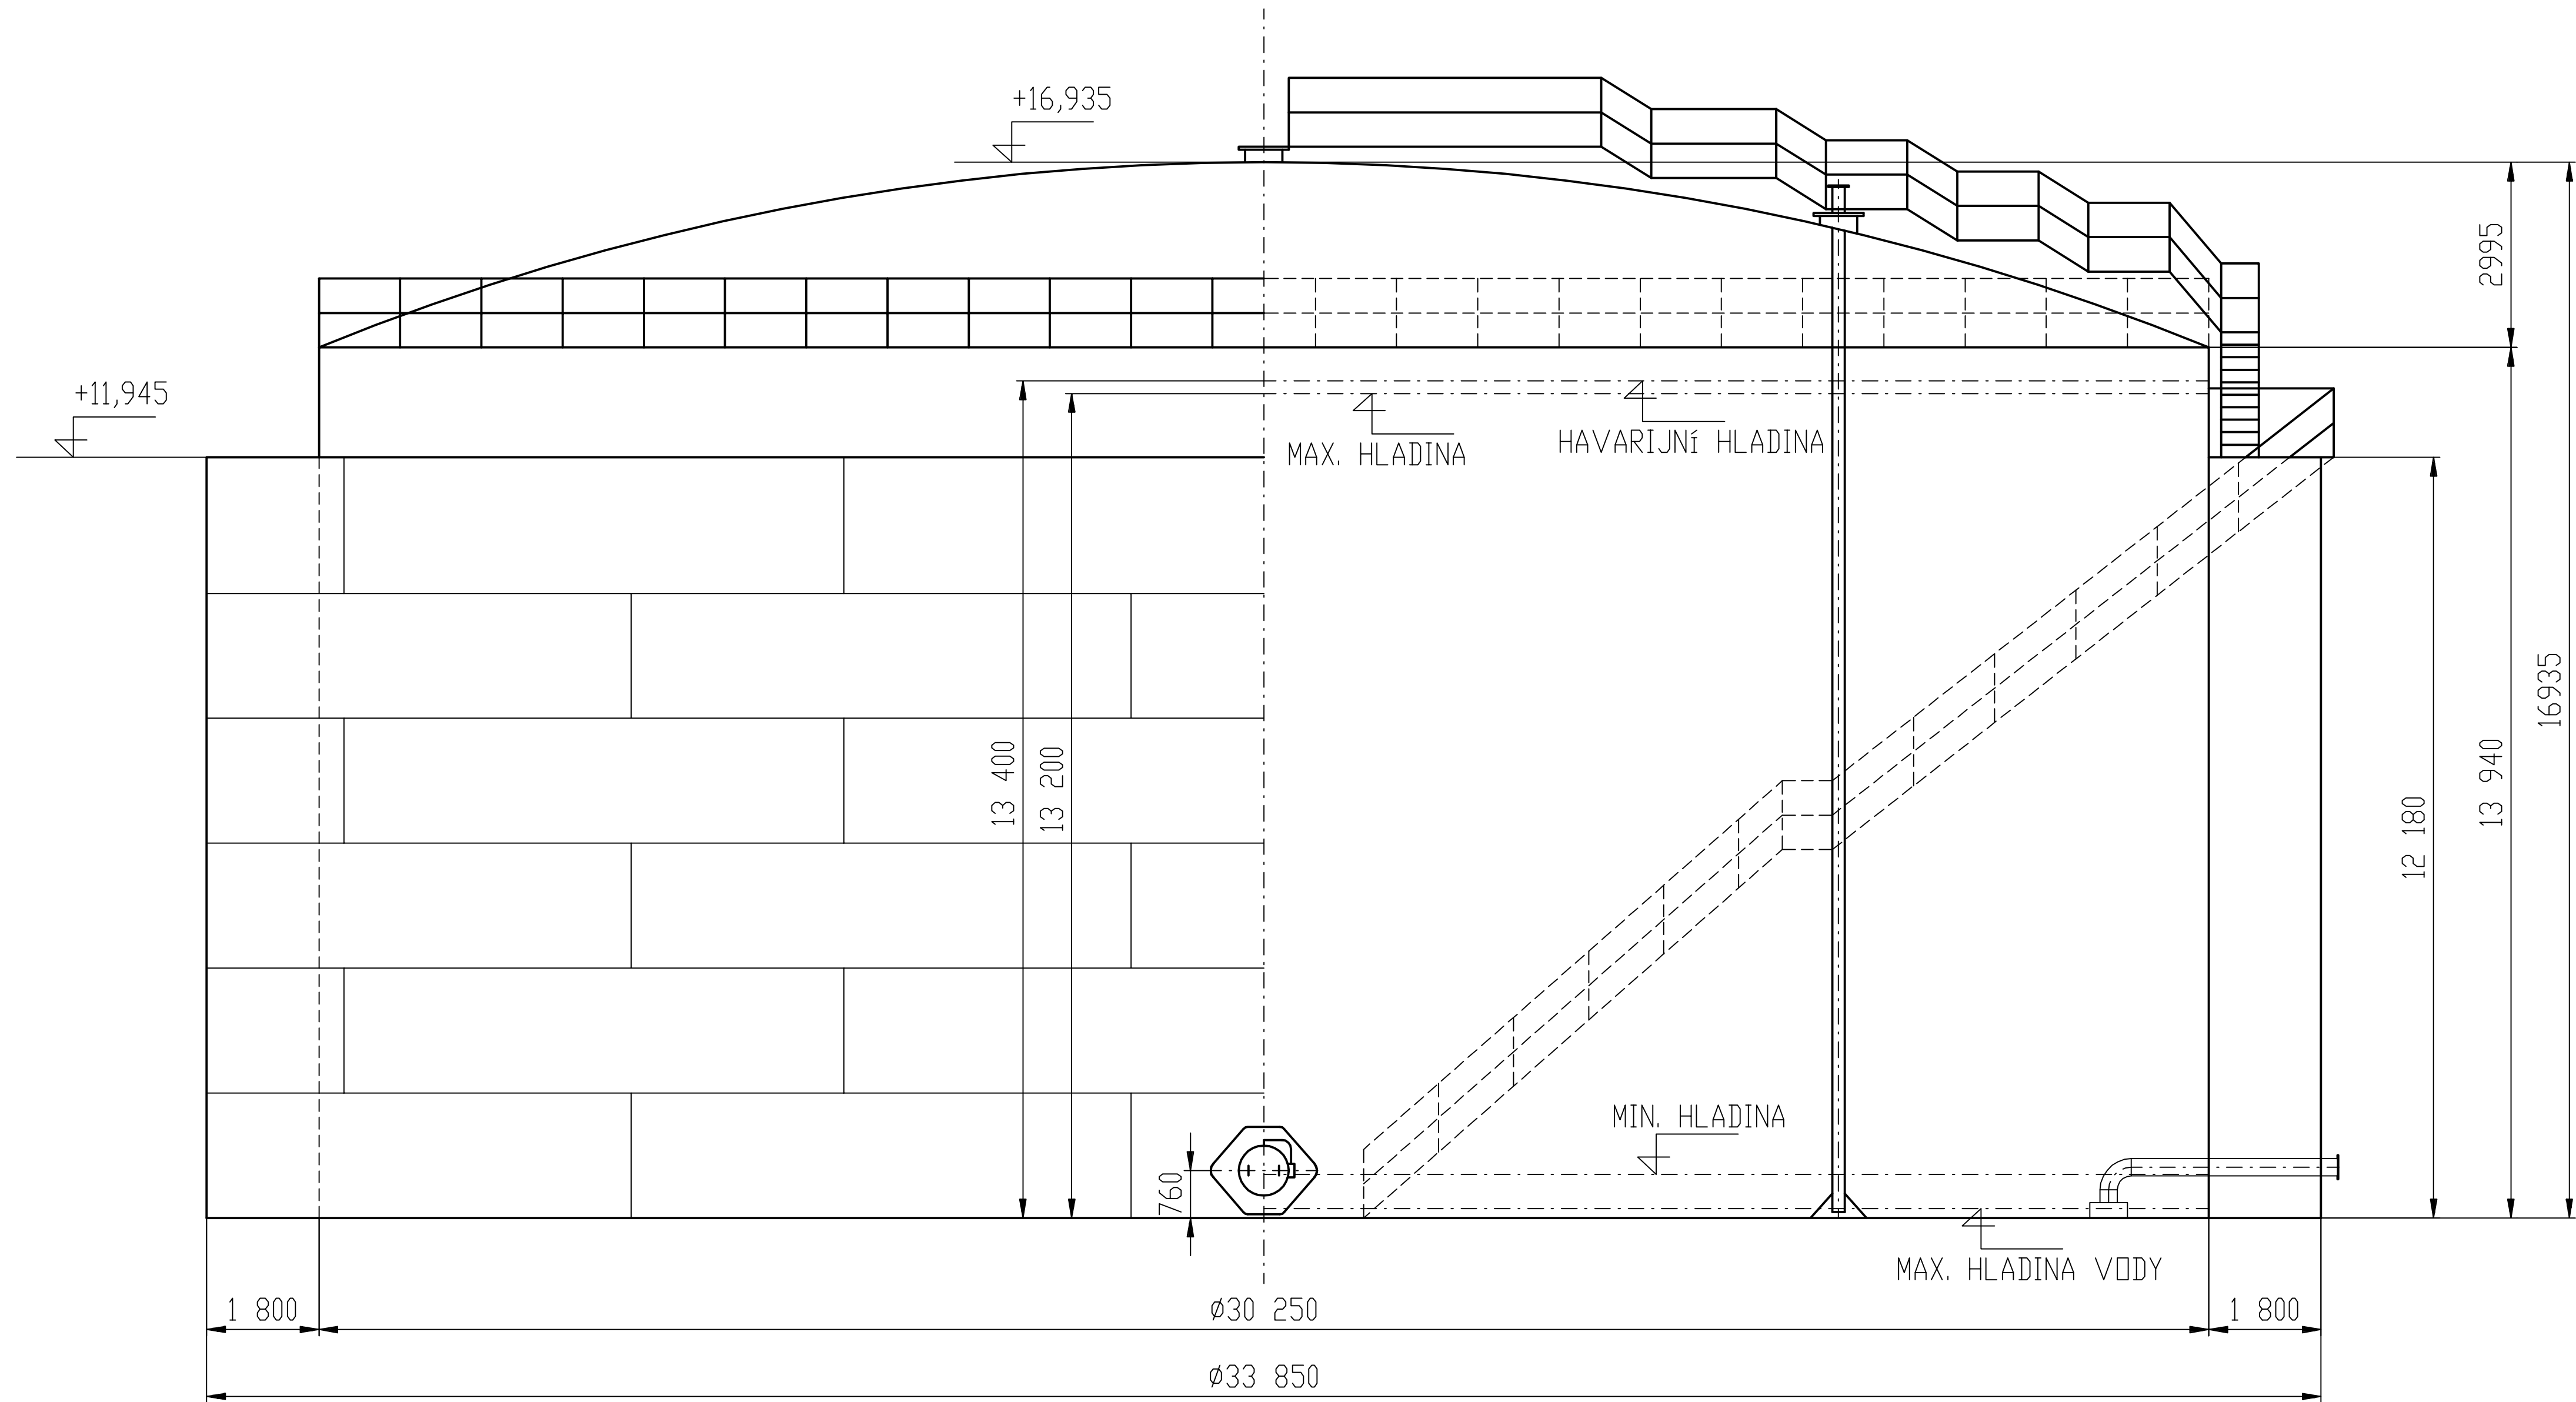 +16,935
2995
+11,945
MAX. HLADINA
HAVARIJNí HLADINA
16935
13 400
13 200
13 940
12 180
MIN. HLADINA
760
MAX. HLADINA VODY
1 800
ø30 250
1 800
ø33 850